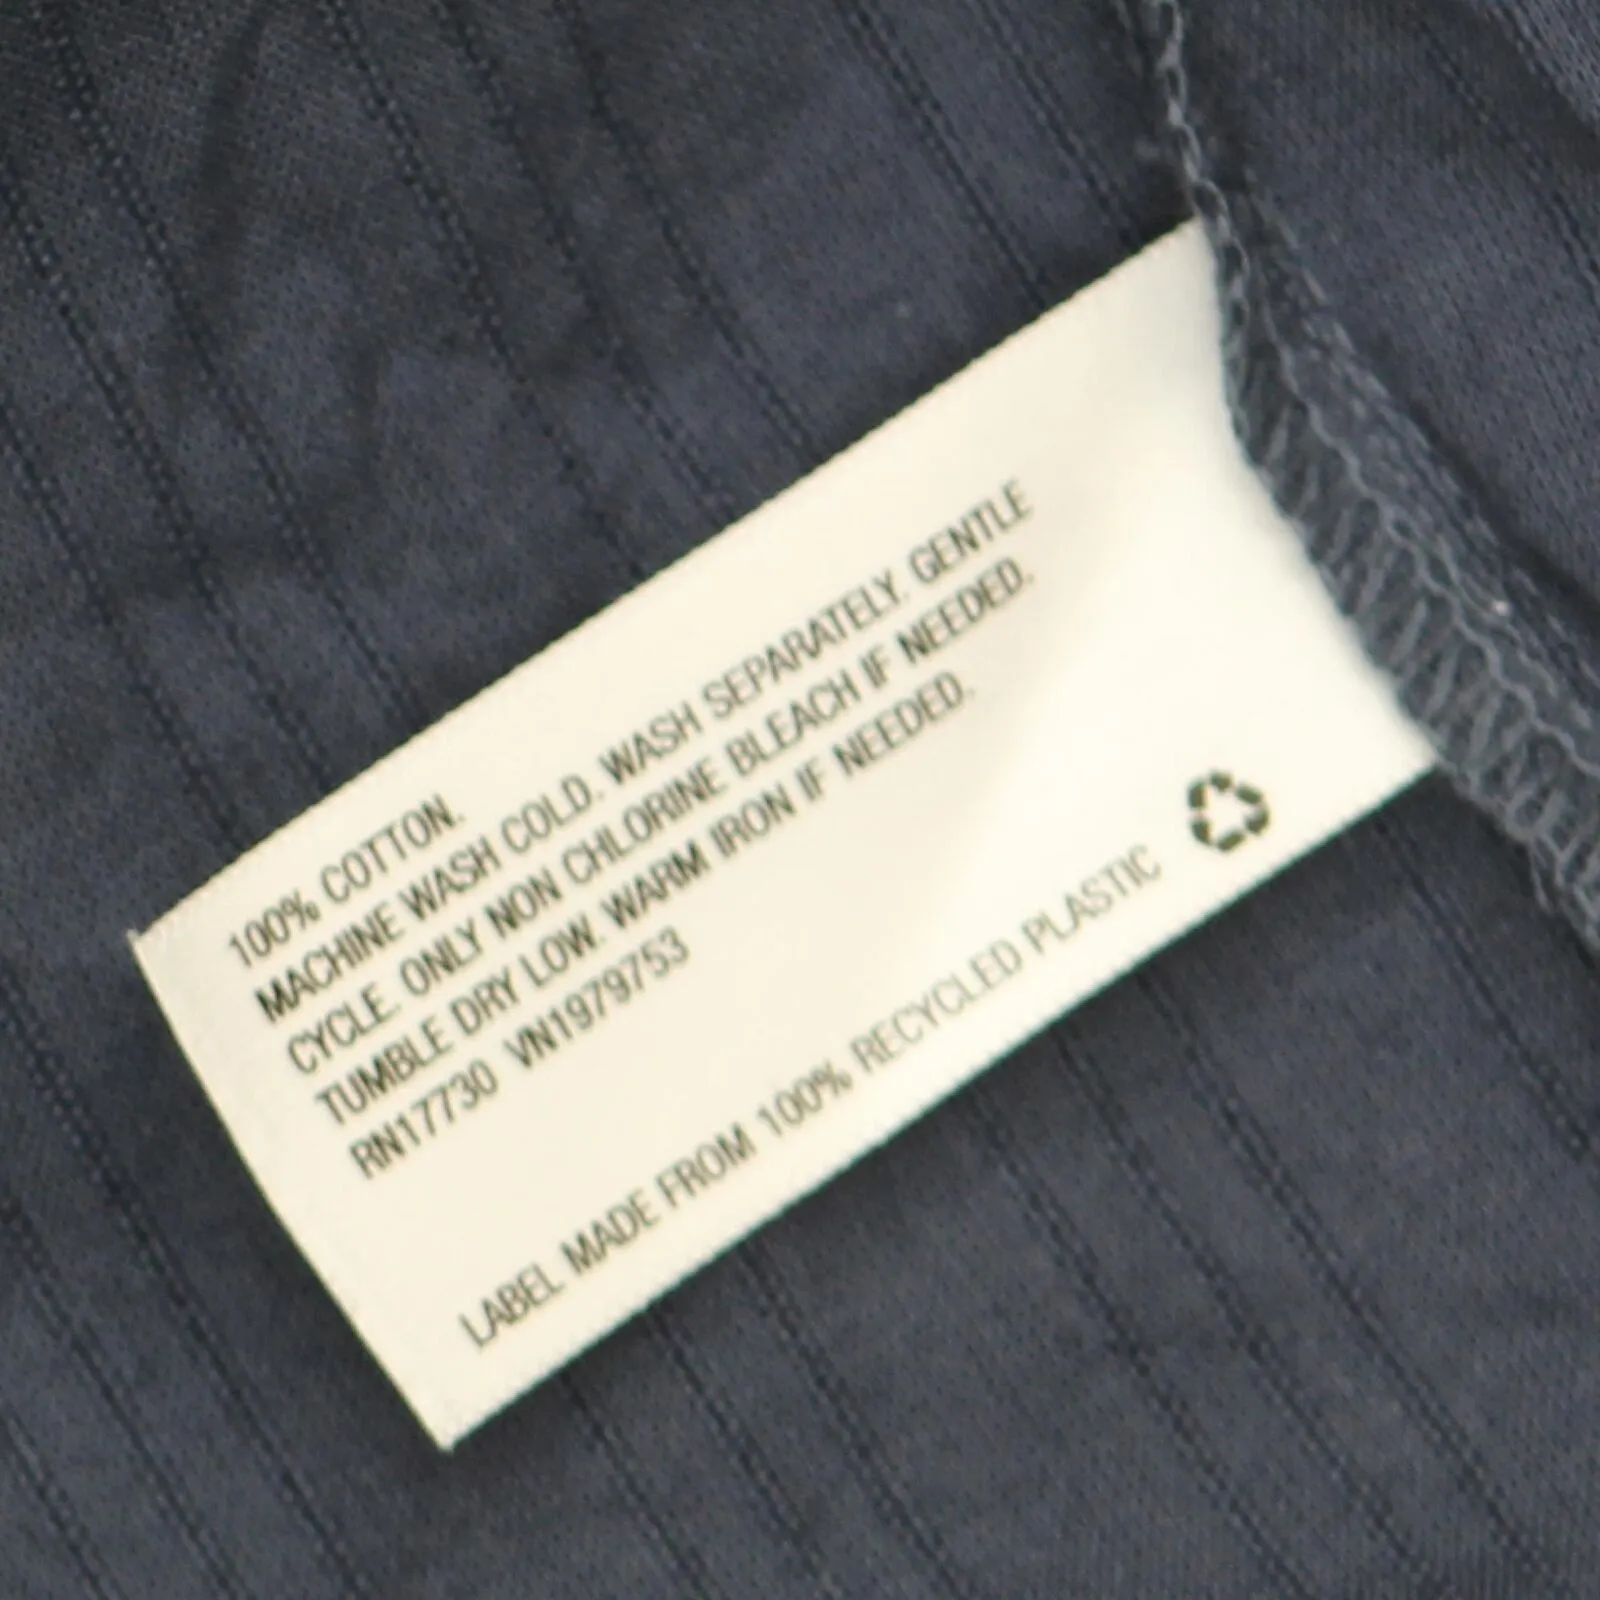 100% COTTON.
MACHINE WASH COLD. WASH SEPARATELY. GENTLE
CYCLE. ONLY NON CHLORINE BLEACH IF NEEDED.
TUMBLE DRY LOW. WARM IRON IF NEEDED.
RN17730 VN1979753
LABEL MADE FROM 100% RECYCLED PLASTIC